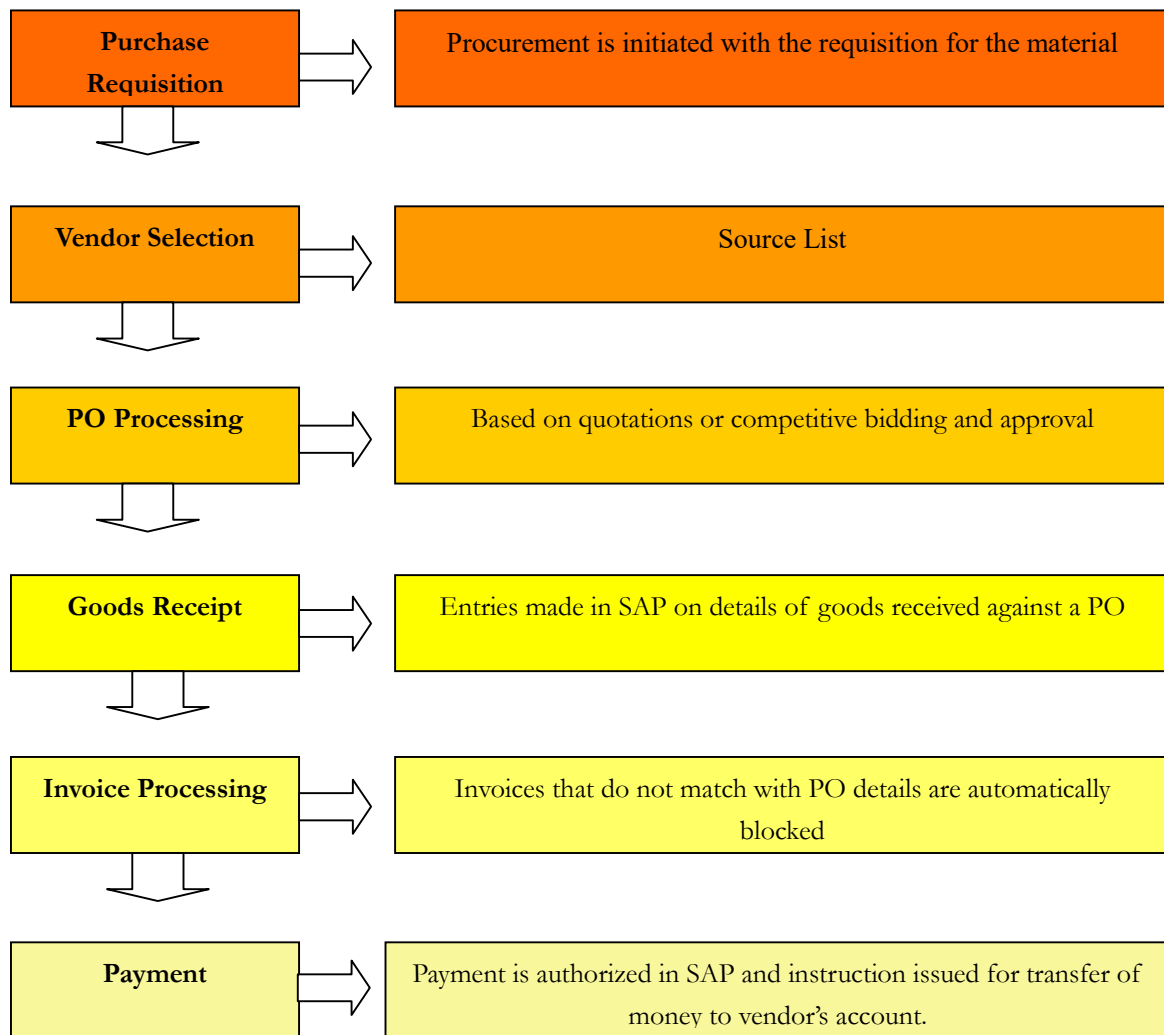 Purchase
Requisition
Procurement is initiated with the requisition for the material
Vendor Selection
Source List
PO Processing
Based on quotations or competitive bidding and approval
Goods Receipt
Entries made in SAP on details of goods received against a PO
Invoice Processing
Invoices that do not match with PO details are automatically
blocked
Payment
Payment is authorized in SAP and instruction issued for transfer of
money to vendor’s account.